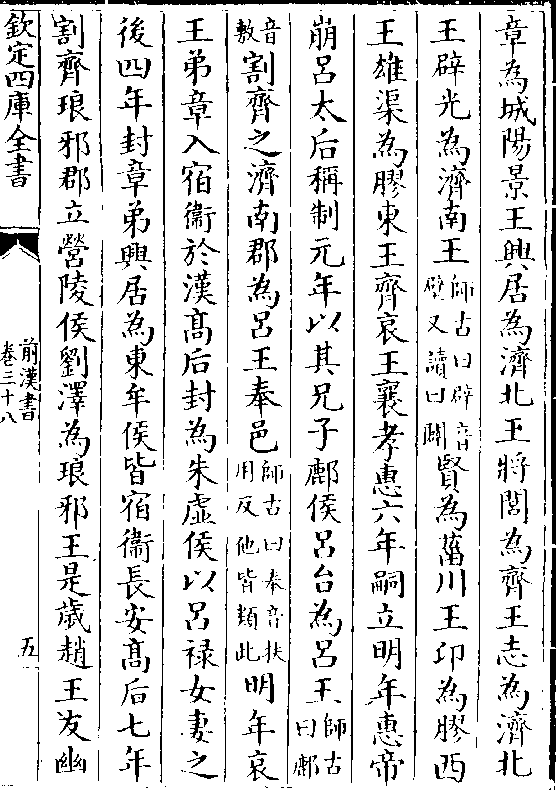 章為城陽景王興居為濟北王將閭為齊王志為濟北
王辟光為濟南王師古曰辟音壁又讀曰闢賢為菑川王卬為膠西
王雄渠為膠東王齊哀王襄孝惠六年嗣立明年惠帝
崩呂太后稱制元年以其兄子鄜侯呂台為呂王師古曰鄜
音敷割齊之濟南郡為呂王奉邑師古曰奉音扶用反他皆類此明年哀
王弟章入宿衞於漢高后封為朱虛侯以呂禄女妻之
後四年封章弟興居為東牟侯皆宿衞長安高后七年
割齊琅邪郡立營陵侯劉澤為琅邪王是歲趙王友幽
欽定四庫全書
前漢書
卷三十八
五